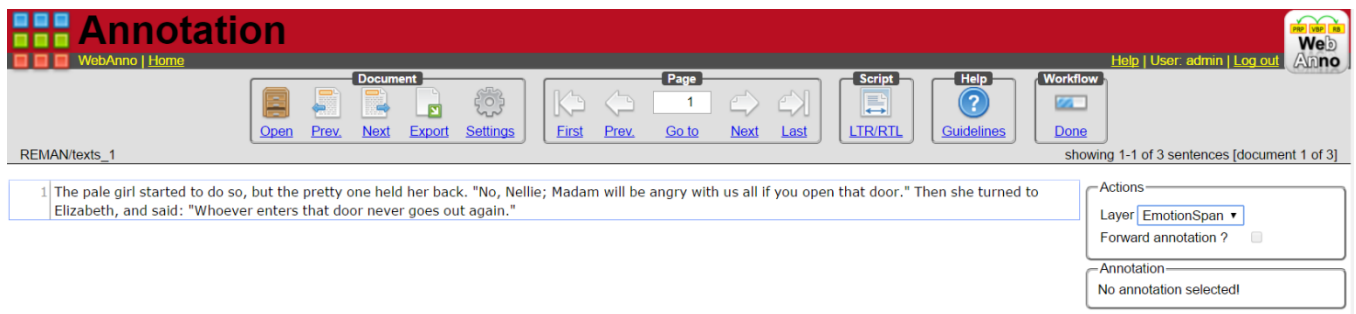 Annotation
PRP VBP RB
Web
Anno
WebAnno | Home
Help | User: admin | Log out
Document
Page
Script
Help
Workflow
1
Open Prev. Next Export Settings
First Prev. Go to Next Last
LTR/RTL
Guidelines
Done
REMAN/texts_1
showing 1-1 of 3 sentences [document 1 of 3]
1 The pale girl started to do so, but the pretty one held her back. "No, Nellie; Madam will be angry with us all if you open that door." Then she turned to
Elizabeth, and said: "Whoever enters that door never goes out again."
Actions
Layer EmotionSpan
Forward annotation ?
Annotation
No annotation selected!